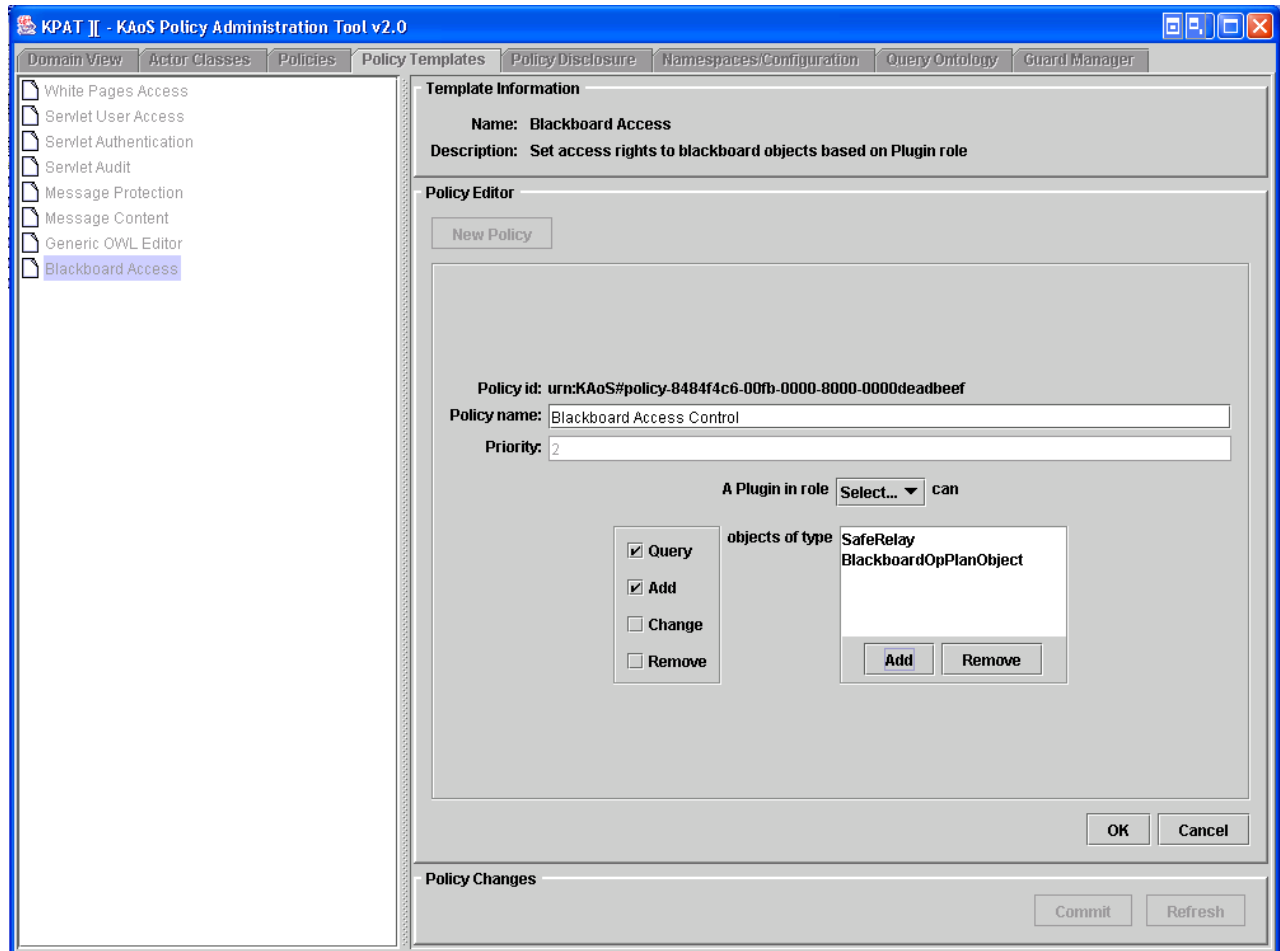 KPAT ][ - KAoS Policy Administration Tool v2.0
Domain View Actor Classes Policies Policy Templates Policy Disclosure Namespaces/Configuration Query Ontology Guard Manager
White Pages Access
Servlet User Access
Servlet Authentication
Servlet Audit
Message Protection
Message Content
Generic OWL Editor
Blackboard Access
Template Information
Name: Blackboard Access
Description: Set access rights to blackboard objects based on Plugin role
Policy Editor
New Policy
Policy id: urn:KAoS#policy-8484f4c6-00fb-0000-8000-0000deadbeef
Policy name: Blackboard Access Control
Priority: 2
A Plugin in role Select... can
Query
Add
Change
Remove
objects of type
SafeRelay
BlackboardOpPlanObject
Add Remove
OK Cancel
Policy Changes
Commit Refresh